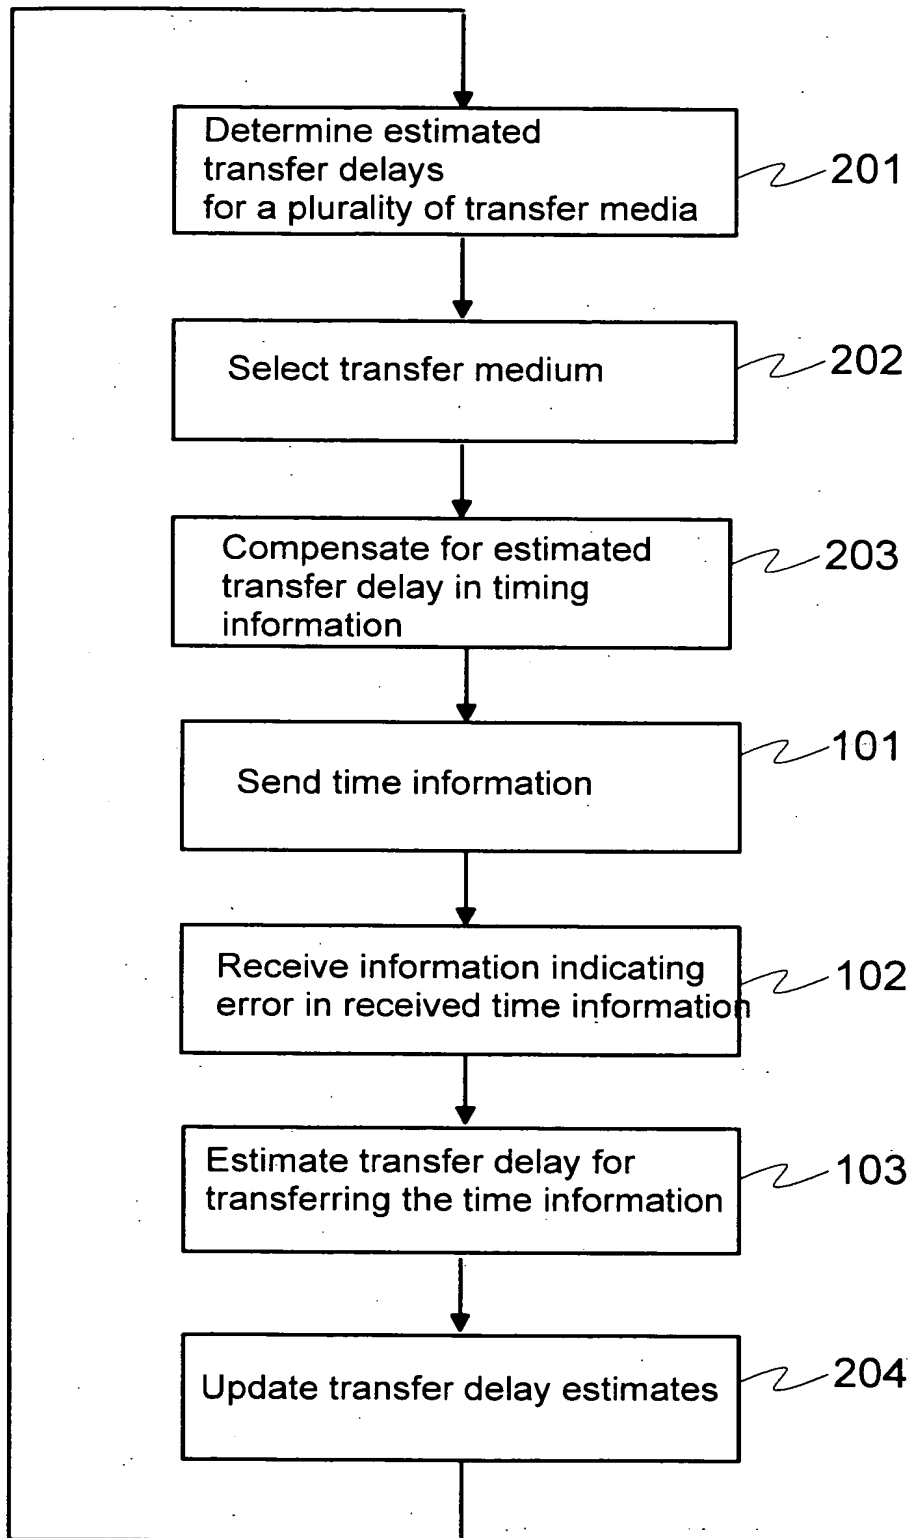 Determine estimated
transfer delays
for a plurality of transfer media
201
Select transfer medium
202
Compensate for estimated
transfer delay in timing
information
203
Send time information
101
Receive information indicating
error in received time information
102
Estimate transfer delay for
transferring the time information
103
Update transfer delay estimates
204